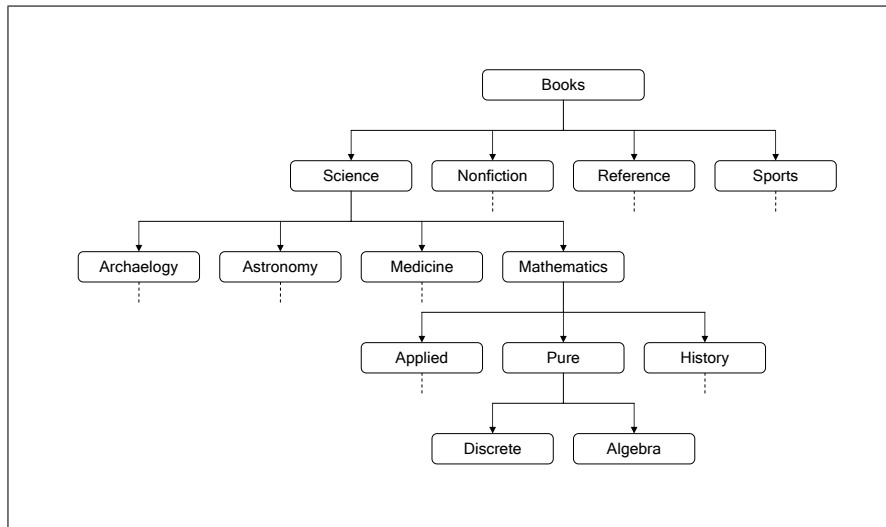 Books
Science Nonfiction Reference Sports
Archaelogy Astronomy Medicine Mathematics
Applied Pure History
Discrete Algebra